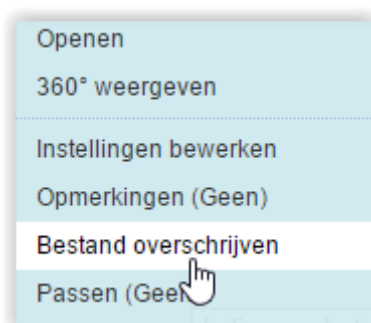 Openen
360° weergeven
Instellingen bewerken
Opmerkingen (Geen)
Bestand overschrijven
Passen